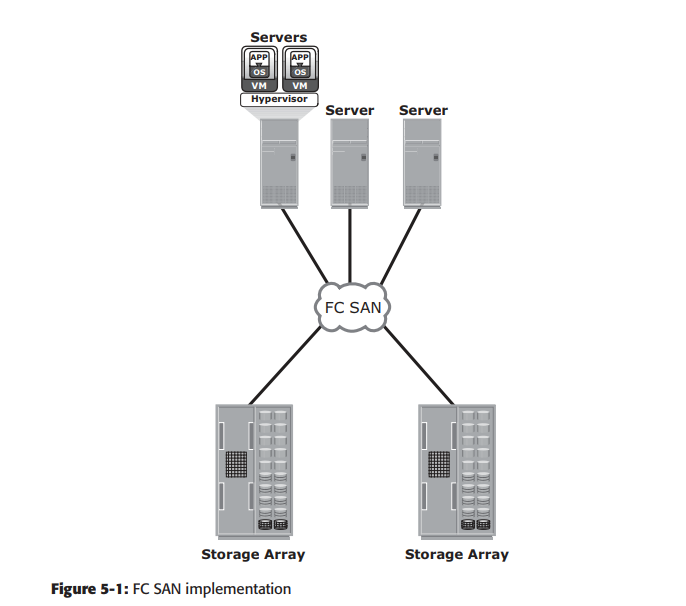 Servers
APP APP
OS OS
VM VM
Hypervisor
Server Server
FC SAN
Storage Array Storage Array
Figure 5-1: FC SAN implementation